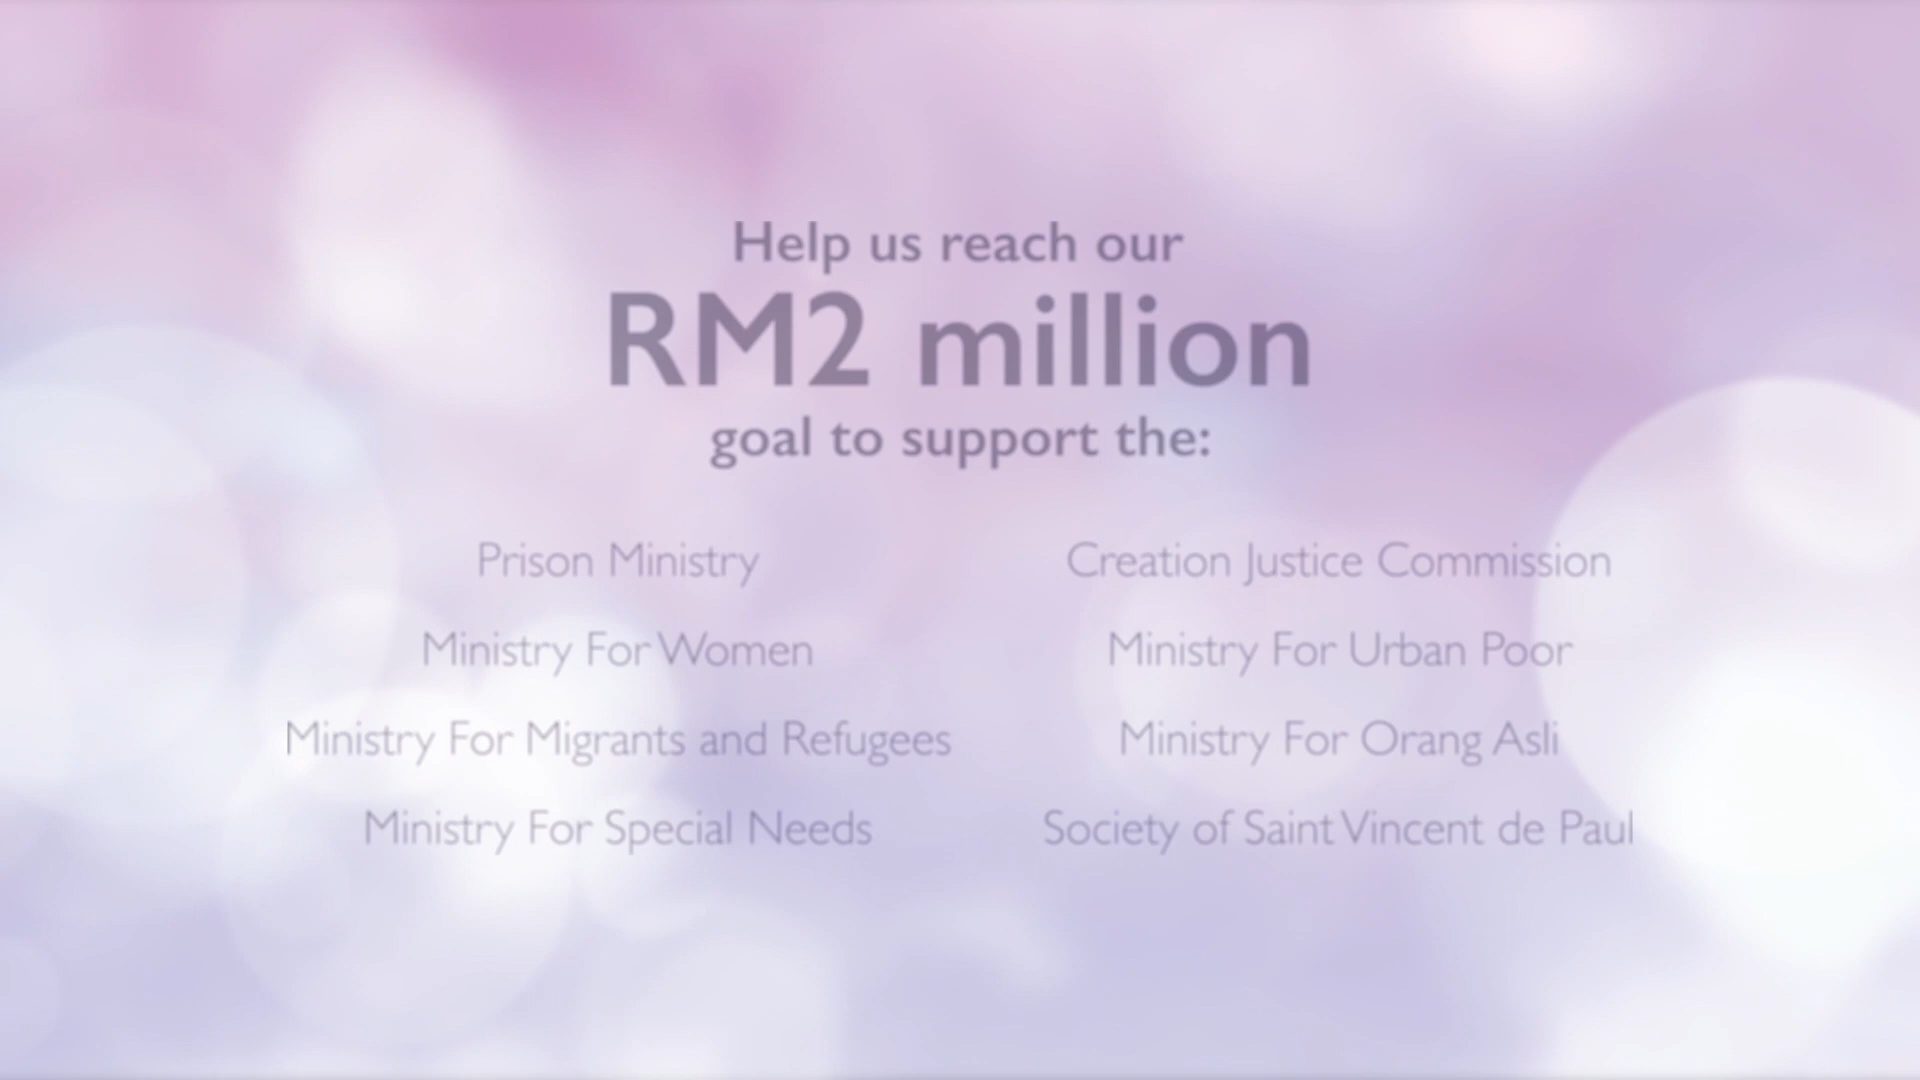 Help us reach our
RM2 million
goal to support the:
Prison Ministry
Ministry For Women
Ministry For Migrants and Refugees
Ministry For Special Needs
Creation Justice Commission
Ministry For Urban Poor
Ministry For Orang Asli
Society of Saint Vincent de Paul